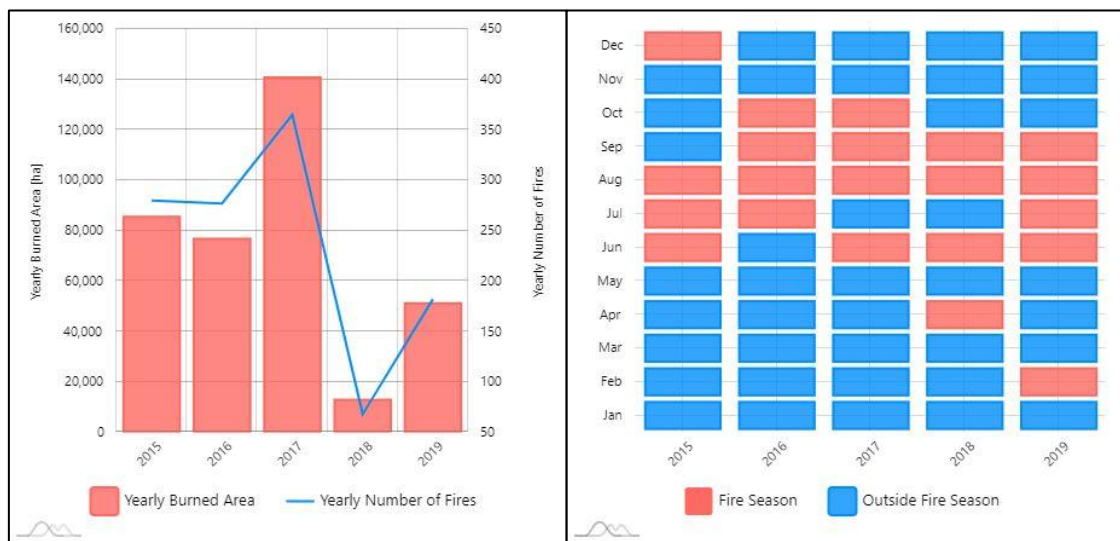 160,000
140,000
120,000
100,000
80,000
60,000
40,000
20,000
0
Yearly Burned Area [ha]
450
400
350
300
250
200
150
100
50
Yearly Number of Fires
2015 2016 2017 2018 2019
Yearly Burned Area Yearly Number of Fires
Dec
Nov
Oct
Sep
Aug
Jul
Jun
May
Apr
Mar
Feb
Jan
2015 2016 2017 2018 2019
Fire Season Outside Fire Season